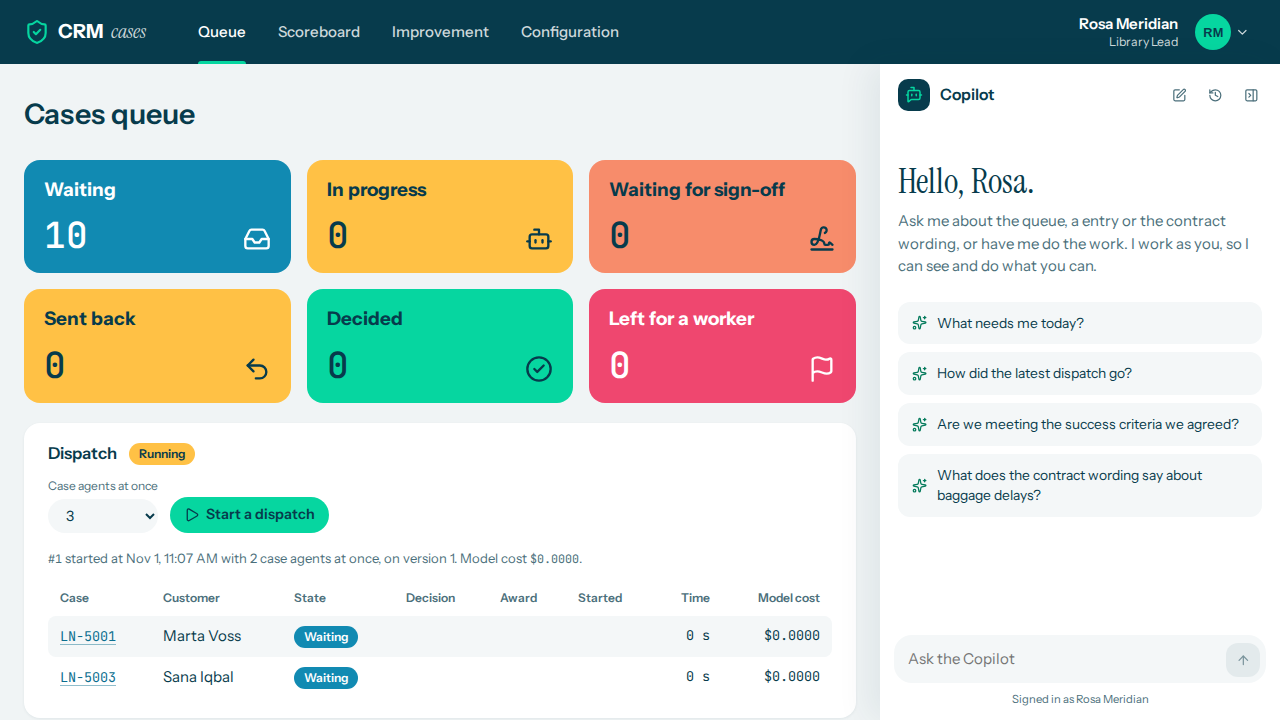 CRM cases
Queue
Scoreboard
Improvement
Configuration
Rosa Meridian
Library Lead
RM
Cases queue
Waiting
10
In progress
0
Waiting for sign-off
0
Sent back
0
Decided
0
Left for a worker
0
Dispatch
Running
Case agents at once
3
Start a dispatch
#1 started at Nov 1, 11:07 AM with 2 case agents at once, on version 1. Model cost $0.0000.
Case Customer State Decision Award Started Time Model cost
LN-5001 Marta Voss Waiting 0 s $0.0000
LN-5003 Sana Iqbal Waiting 0 s $0.0000
Copilot
Hello, Rosa.
Ask me about the queue, a entry or the contract
wording, or have me do the work. I work as you, so I
can see and do what you can.
What needs me today?
How did the latest dispatch go?
Are we meeting the success criteria we agreed?
What does the contract wording say about
baggage delays?
Ask the Copilot
Signed in as Rosa Meridian